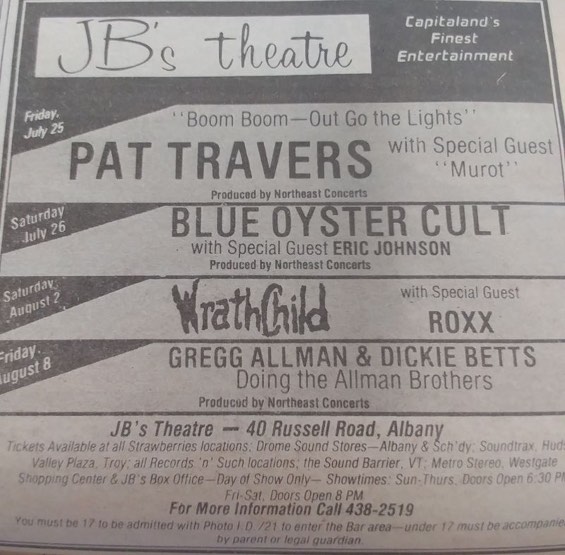 JB's theatre
Capitaland's
Finest
Entertainment
Friday,
July 25
"Boom Boom—Out Go the Lights"
PAT TRAVERS
with Special Guest
"Murot"
Produced by Northeast Concerts
Saturday
July 26
BLUE OYSTER CULT
with Special Guest ERIC JOHNSON
Produced by Northeast Concerts
Saturday,
August 2
WrathChild
with Special Guest
ROXX
Friday,
August 8
GREGG ALLMAN & DICKIE BETTS
Doing the Allman Brothers
Produced by Northeast Concerts
JB's Theatre — 40 Russell Road, Albany
Tickets Available at all Strawberries locations; Drome Sound Stores—Albany & Sch'dy; Soundtrax, Hud
Valley Plaza, Troy; all Records 'n' Such locations; the Sound Barrier, VT; Metro Stereo, Westgate
Shopping Center & JB's Box Office—Day of Show Only— Showtimes: Sun-Thurs. Doors Open 6:30 PM
Fri-Sat. Doors Open 8 PM
For More Information Call 438-2519
You must be 17 to be admitted with Photo I.D. /21 to enter the Bar area—under 17 must be accompanie
by parent or legal guardian.